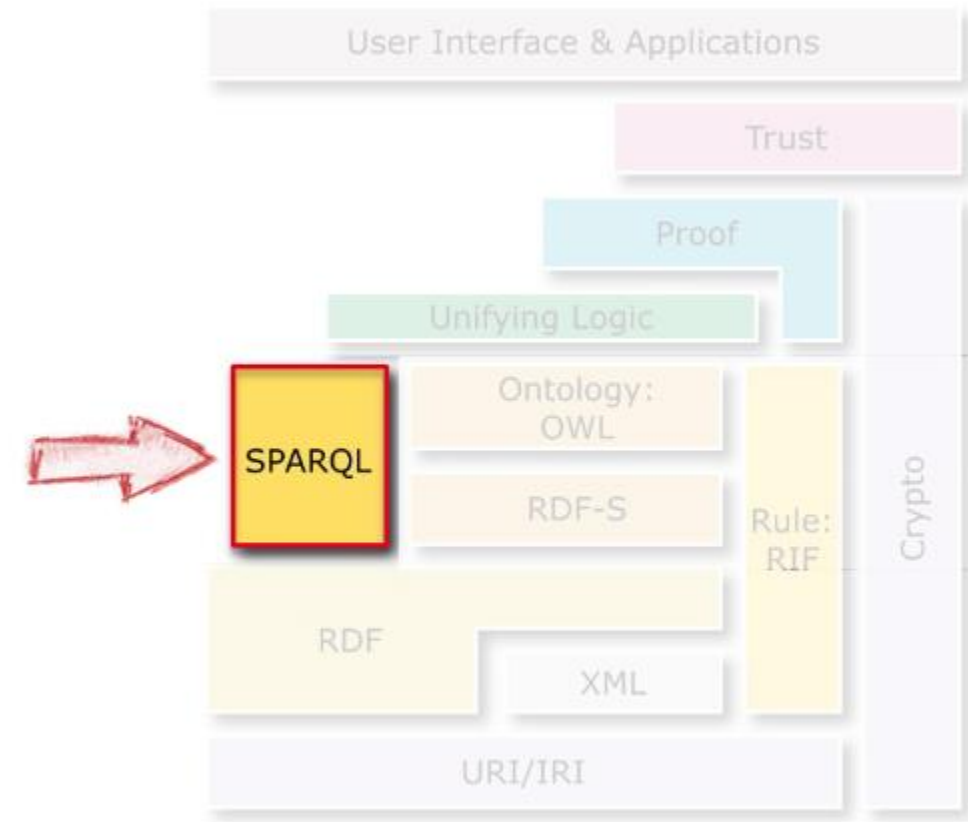 User Interface & Applications
Trust
Proof
Unifying Logic
Ontology:
OWL
SPARQL
RDF-S
Rule:
RIF
Crypto
RDF
XML
URI/IRI